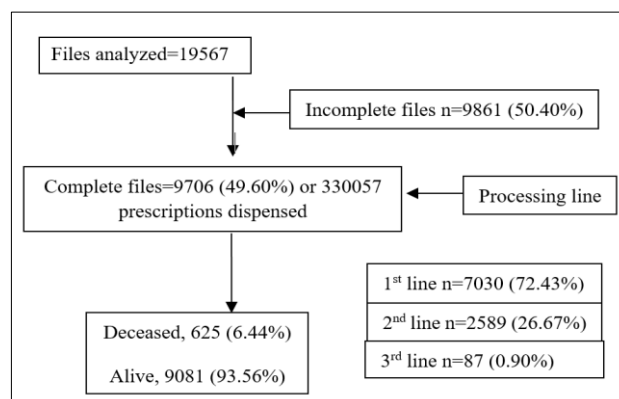 Files analyzed=19567
Incomplete files n=9861 (50.40%)
Complete files=9706 (49.60%) or 330057
prescriptions dispensed
Processing line
1st line n=7030 (72.43%)
2nd line n=2589 (26.67%)
3rd line n=87 (0.90%)
Deceased, 625 (6.44%)
Alive, 9081 (93.56%)